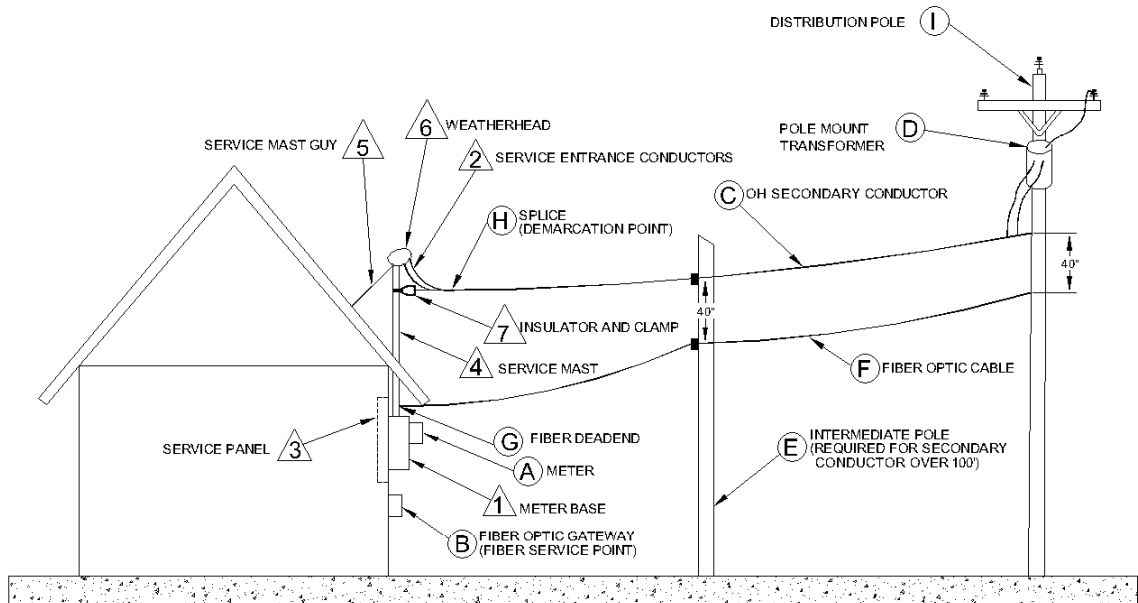 DISTRIBUTION POLE I
6 WEATHERHEAD
SERVICE MAST GUY 5
2 SERVICE ENTRANCE CONDUCTORS
POLE MOUNT
TRANSFORMER
D
C OH SECONDARY CONDUCTOR
H SPLICE
(DEMARCATION POINT)
40"
40"
7 INSULATOR AND CLAMP
4 SERVICE MAST
F FIBER OPTIC CABLE
G FIBER DEADEND
SERVICE PANEL 3
A METER
E INTERMEDIATE POLE
(REQUIRED FOR SECONDARY
CONDUCTOR OVER 100')
1 METER BASE
B FIBER OPTIC GATEWAY
(FIBER SERVICE POINT)